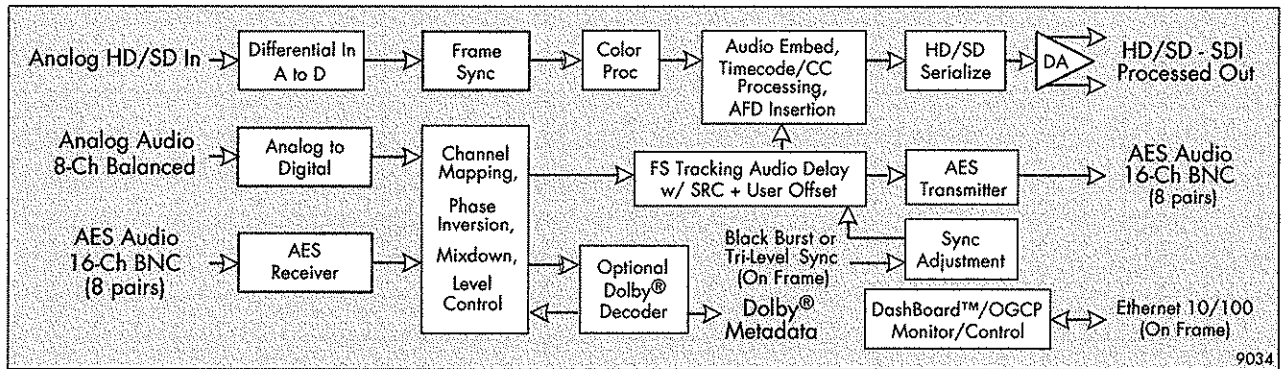 Analog HD/SD In
Differential In
A to D
Frame
Sync
Color
Proc
Audio Embed,
Timecode/CC
Processing,
AFD Insertion
HD/SD
Serialize
DA
HD/SD - SDI
Processed Out
Analog Audio
8-Ch Balanced
Analog to
Digital
Channel
Mapping,
Phase
Inversion,
Mixdown,
Level
Control
FS Tracking Audio Delay
w/ SRC + User Offset
AES
Transmitter
AES Audio
16-Ch BNC
(8 pairs)
AES Audio
16-Ch BNC
(8 pairs)
AES
Receiver
Optional
Dolby®
Decoder
Dolby®
Metadata
Black Burst or
Tri-Level Sync
(On Frame)
Sync
Adjustment
DashBoard™/OGCP
Monitor/Control
Ethernet 10/100
(On Frame)
9034